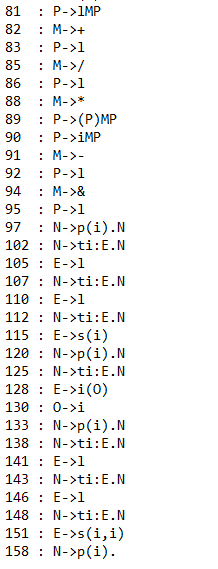 81  : P->lMP
82  : M->+
83  : P->l
85  : M->/
86  : P->l
88  : M->*
89  : P->(P)MP
90  : P->iMP
91  : M->-
92  : P->l
94  : M->&
95  : P->l
97  : N->p(i).N
102 : N->ti:E.N
105 : E->l
107 : N->ti:E.N
110 : E->l
112 : N->ti:E.N
115 : E->s(i)
120 : N->p(i).N
125 : N->ti:E.N
128 : E->i(O)
130 : O->i
133 : N->p(i).N
138 : N->ti:E.N
141 : E->l
143 : N->ti:E.N
146 : E->l
148 : N->ti:E.N
151 : E->s(i,i)
158 : N->p(i).